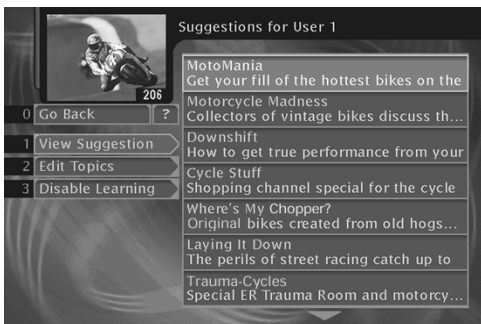 Suggestions for User 1
206
0 Go Back ?
1 View Suggestion
2 Edit Topics
3 Disable Learning
MotoMania
Get your fill of the hottest bikes on the
Motorcycle Madness
Collectors of vintage bikes discuss th...
Downshift
How to get true performance from your
Cycle Stuff
Shopping channel special for the cycle
Where's My Chopper?
Original bikes created from old hogs...
Laying It Down
The perils of street racing catch up to
Trauma-Cycles
Special ER Trauma Room and motorcy...